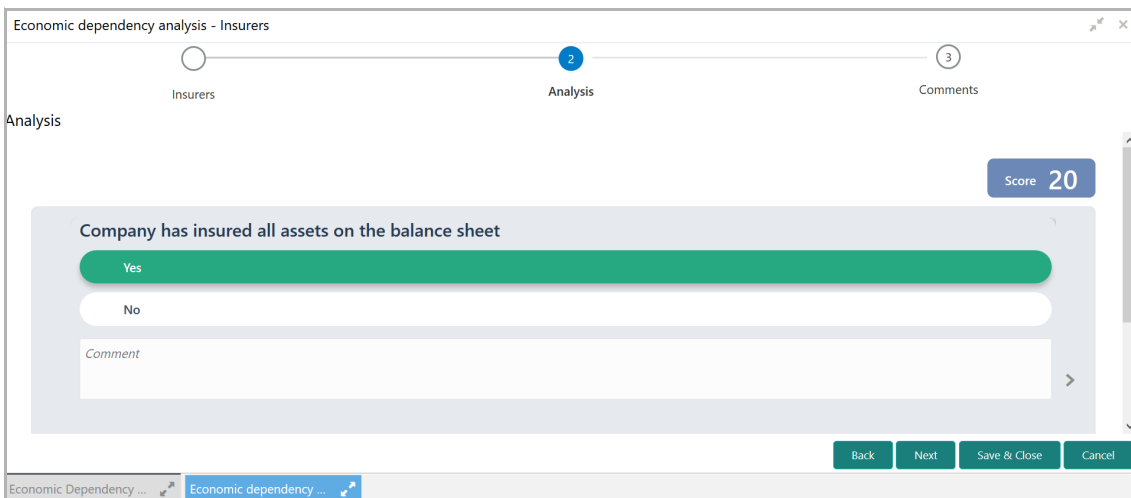 Economic dependency analysis - Insurers
2
3
Insurers
Analysis
Comments
Analysis
Score 20
Company has insured all assets on the balance sheet
Yes
No
Comment
Back
Next
Save & Close
Cancel
Economic Dependency ...
Economic dependency ...